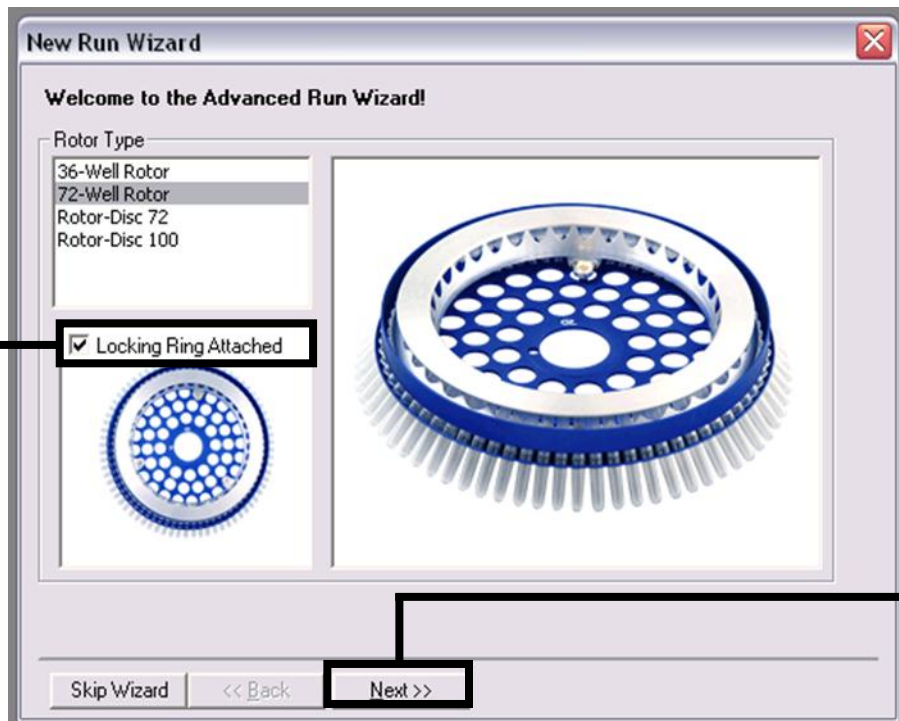 New Run Wizard
Welcome to the Advanced Run Wizard!
Rotor Type
36-Well Rotor
72-Well Rotor
Rotor-Disc 72
Rotor-Disc 100
Locking Ring Attached
Skip Wizard
<< Back
Next >>